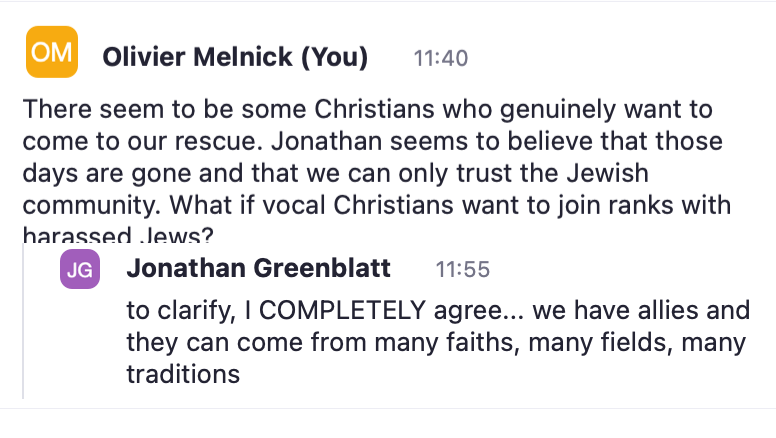 OM
Olivier Melnick (You) 11:40
There seem to be some Christians who genuinely want to
come to our rescue. Jonathan seems to believe that those
days are gone and that we can only trust the Jewish
community. What if vocal Christians want to join ranks with
harassed Jews?
JG
Jonathan Greenblatt 11:55
to clarify, I COMPLETELY agree... we have allies and
they can come from many faiths, many fields, many
traditions